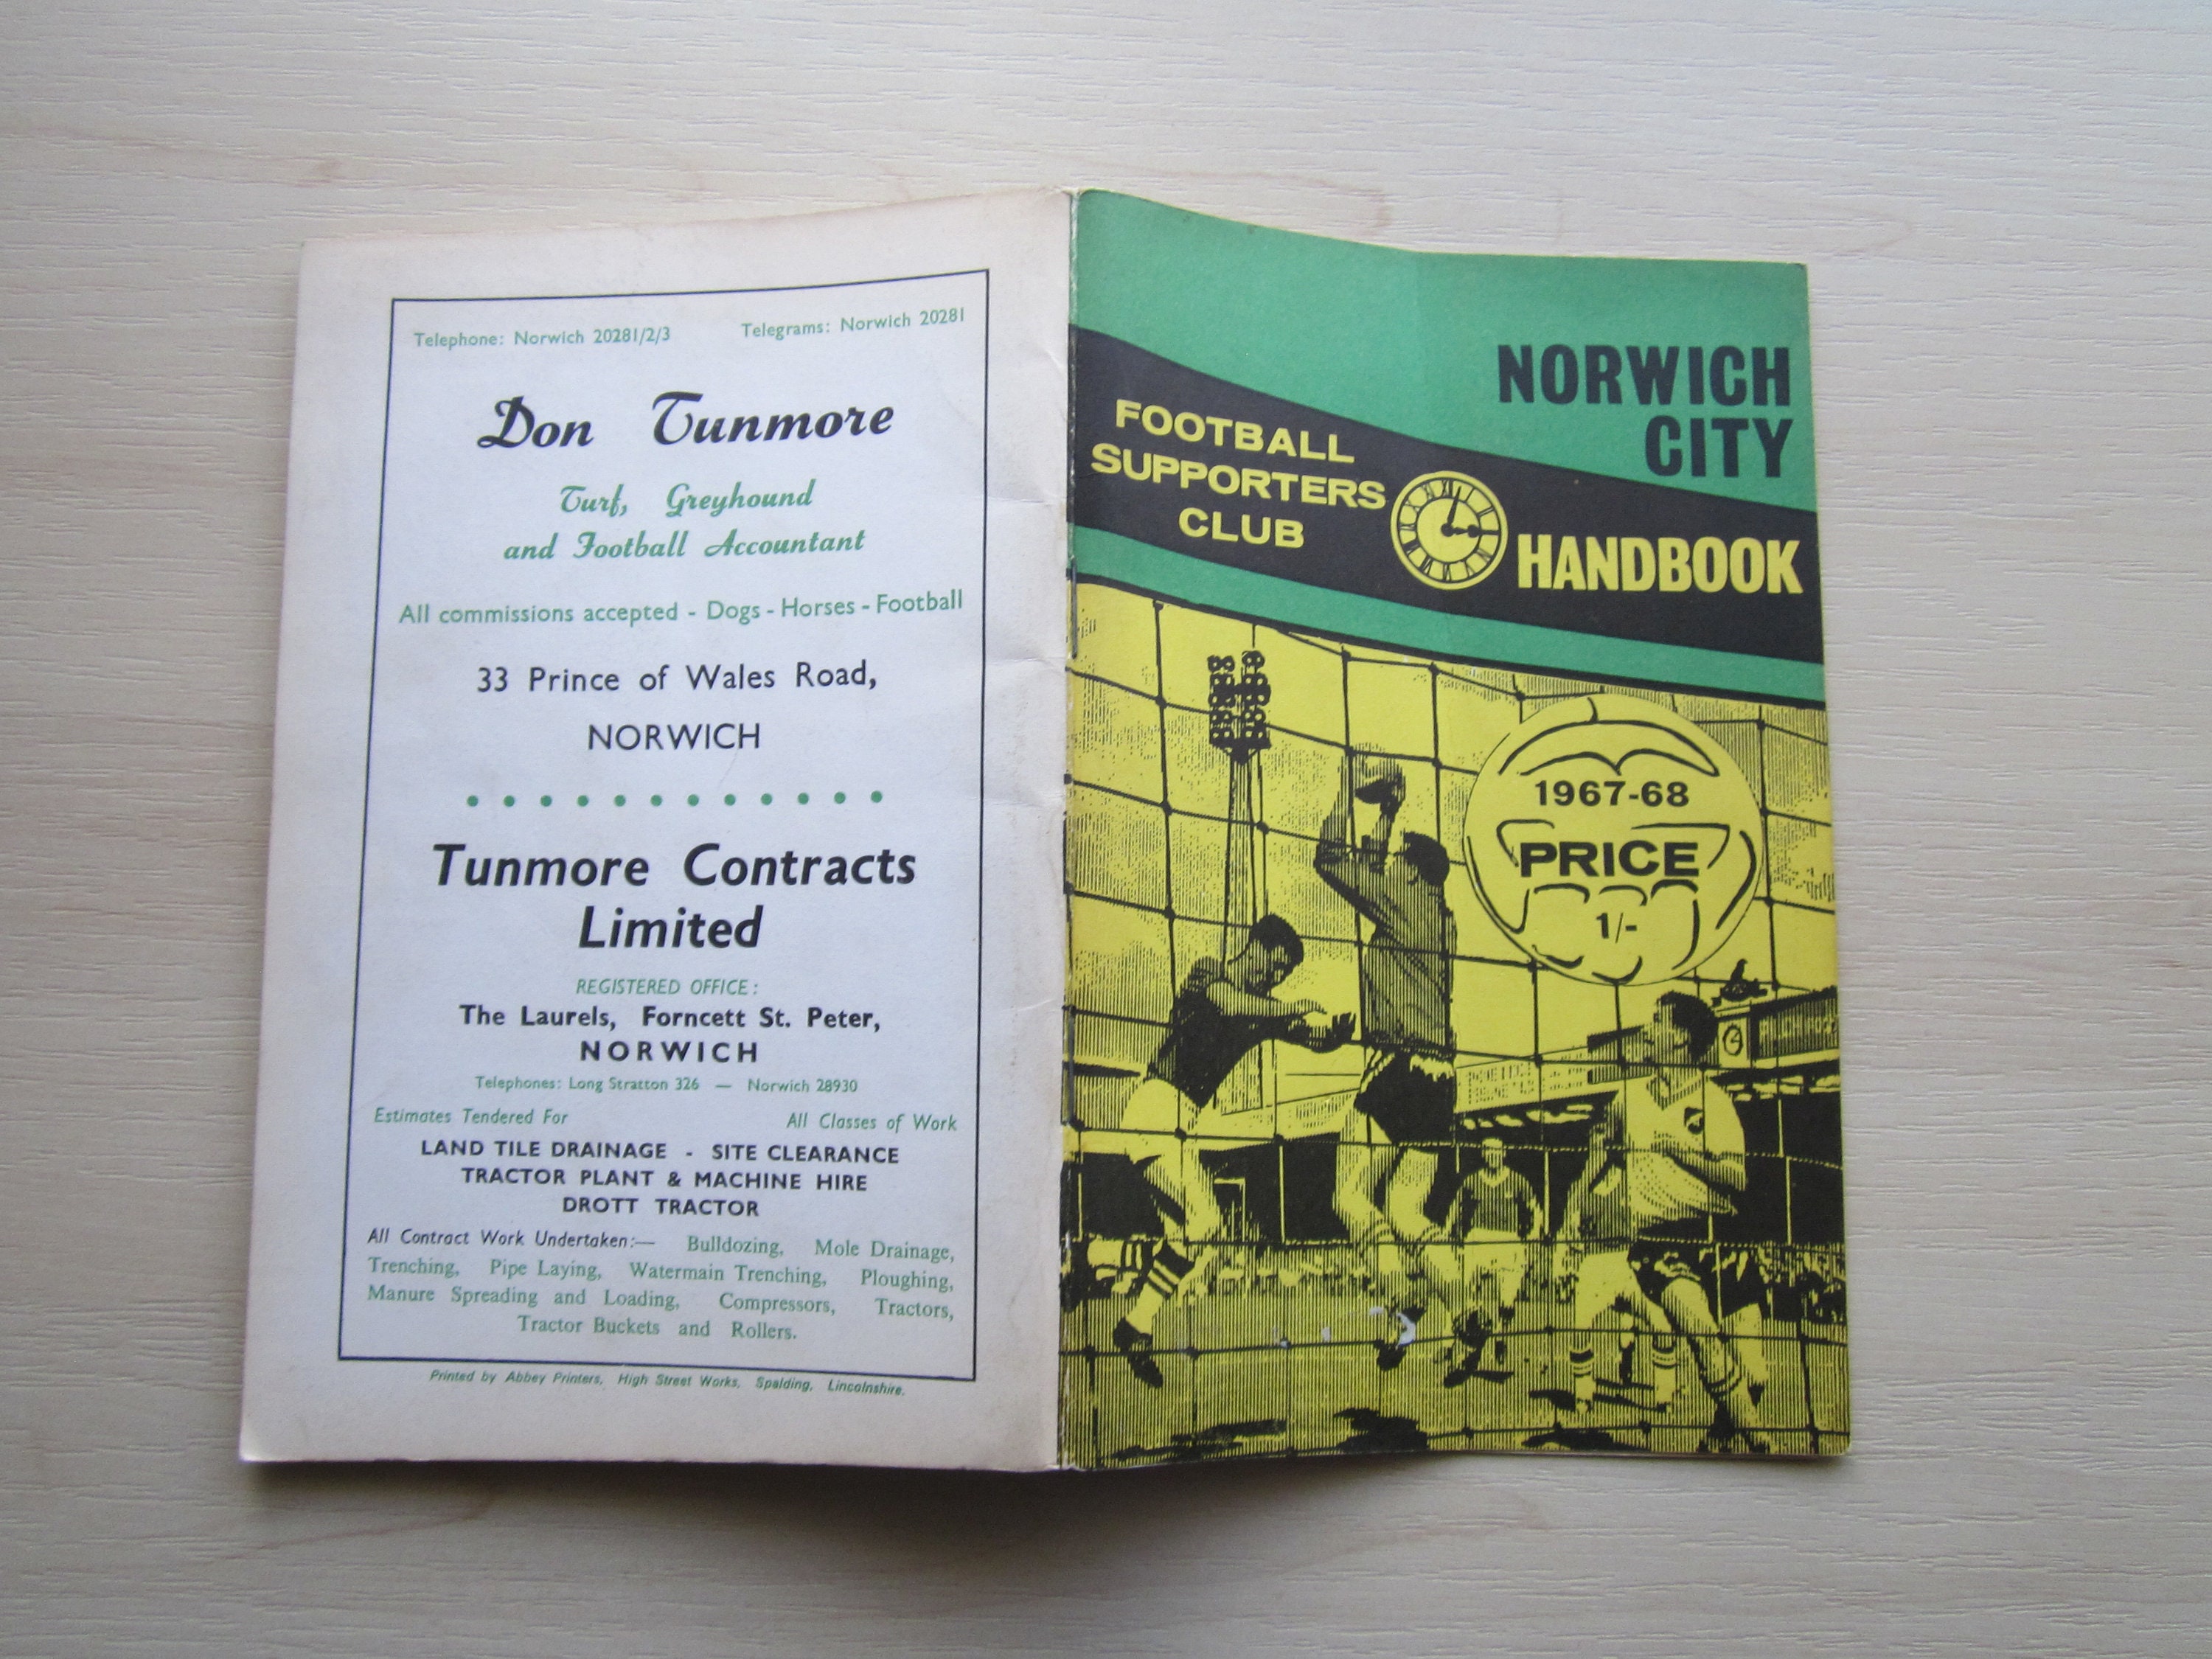 Telephone: Norwich 20281/2/3 Telegrams: Norwich 20281
Don Tunmore
Turf, Greyhound
and Football Accountant
All commissions accepted - Dogs - Horses - Football
33 Prince of Wales Road,
NORWICH
Tunmore Contracts
Limited
REGISTERED OFFICE:
The Laurels, Forncett St. Peter,
NORWICH
Telephones: Long Stratton 326 — Norwich 28930
Estimates Tendered For All Classes of Work
LAND TILE DRAINAGE - SITE CLEARANCE
TRACTOR PLANT & MACHINE HIRE
DROTT TRACTOR
All Contract Work Undertaken:— Bulldozing, Mole Drainage,
Trenching, Pipe Laying, Watermain Trenching, Ploughing,
Manure Spreading and Loading, Compressors, Tractors,
Tractor Buckets and Rollers.
Printed by Abbey Printers, High Street Works, Spalding, Lincolnshire.
NORWICH
CITY
FOOTBALL
SUPPORTERS
CLUB
HANDBOOK
1967-68
PRICE
1/-